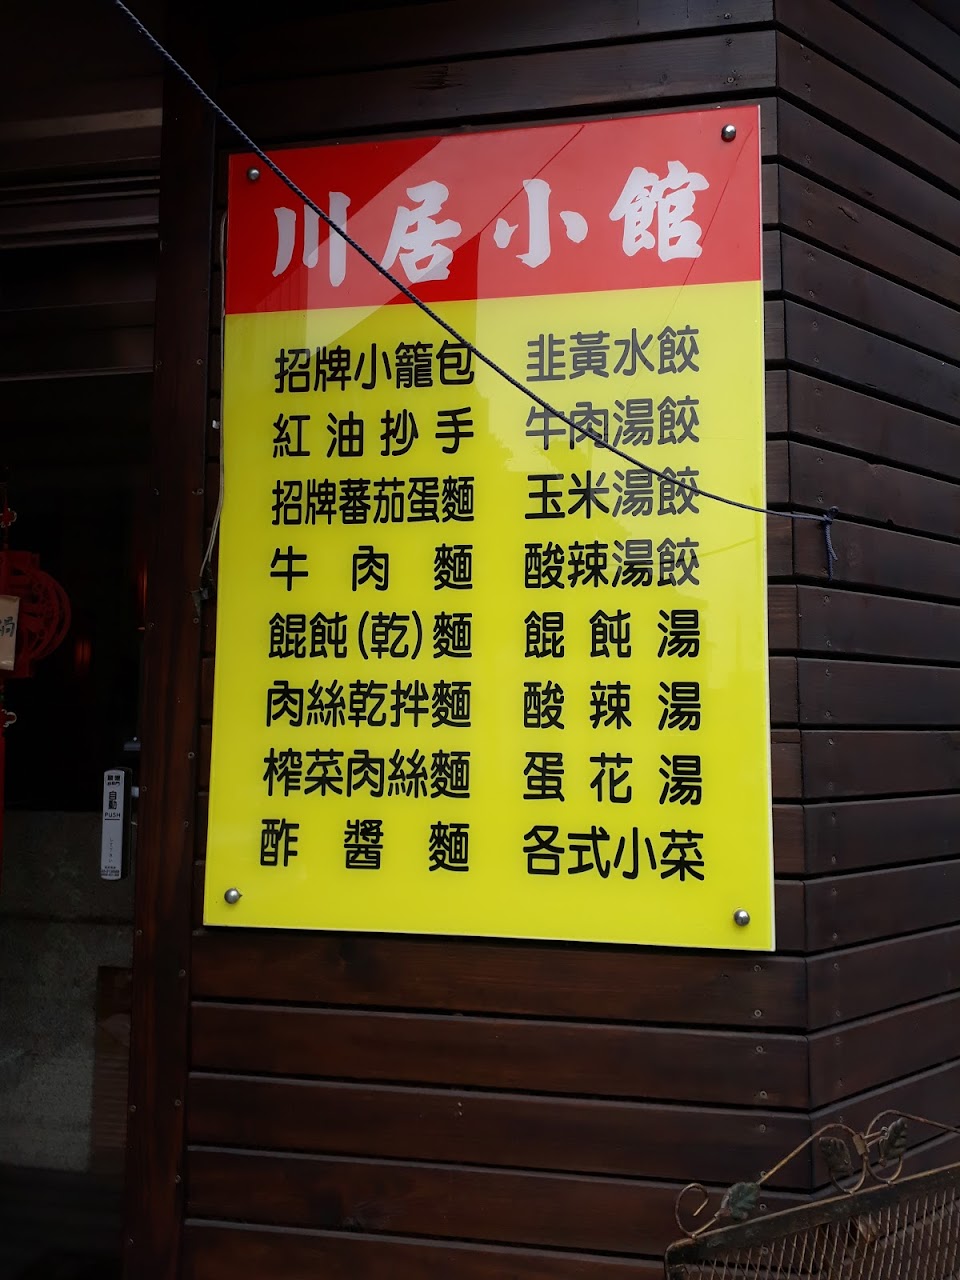 川居小館
招牌小籠包
紅油抄手
招牌蕃茄蛋麵
牛肉麵
餛飩(乾)麵
肉絲乾拌麵
榨菜肉絲麵
酢醬麵
韭黃水餃
牛肉湯餃
玉米湯餃
酸辣湯餃
餛飩湯
酸辣湯
蛋花湯
各式小菜
自動
PUSH